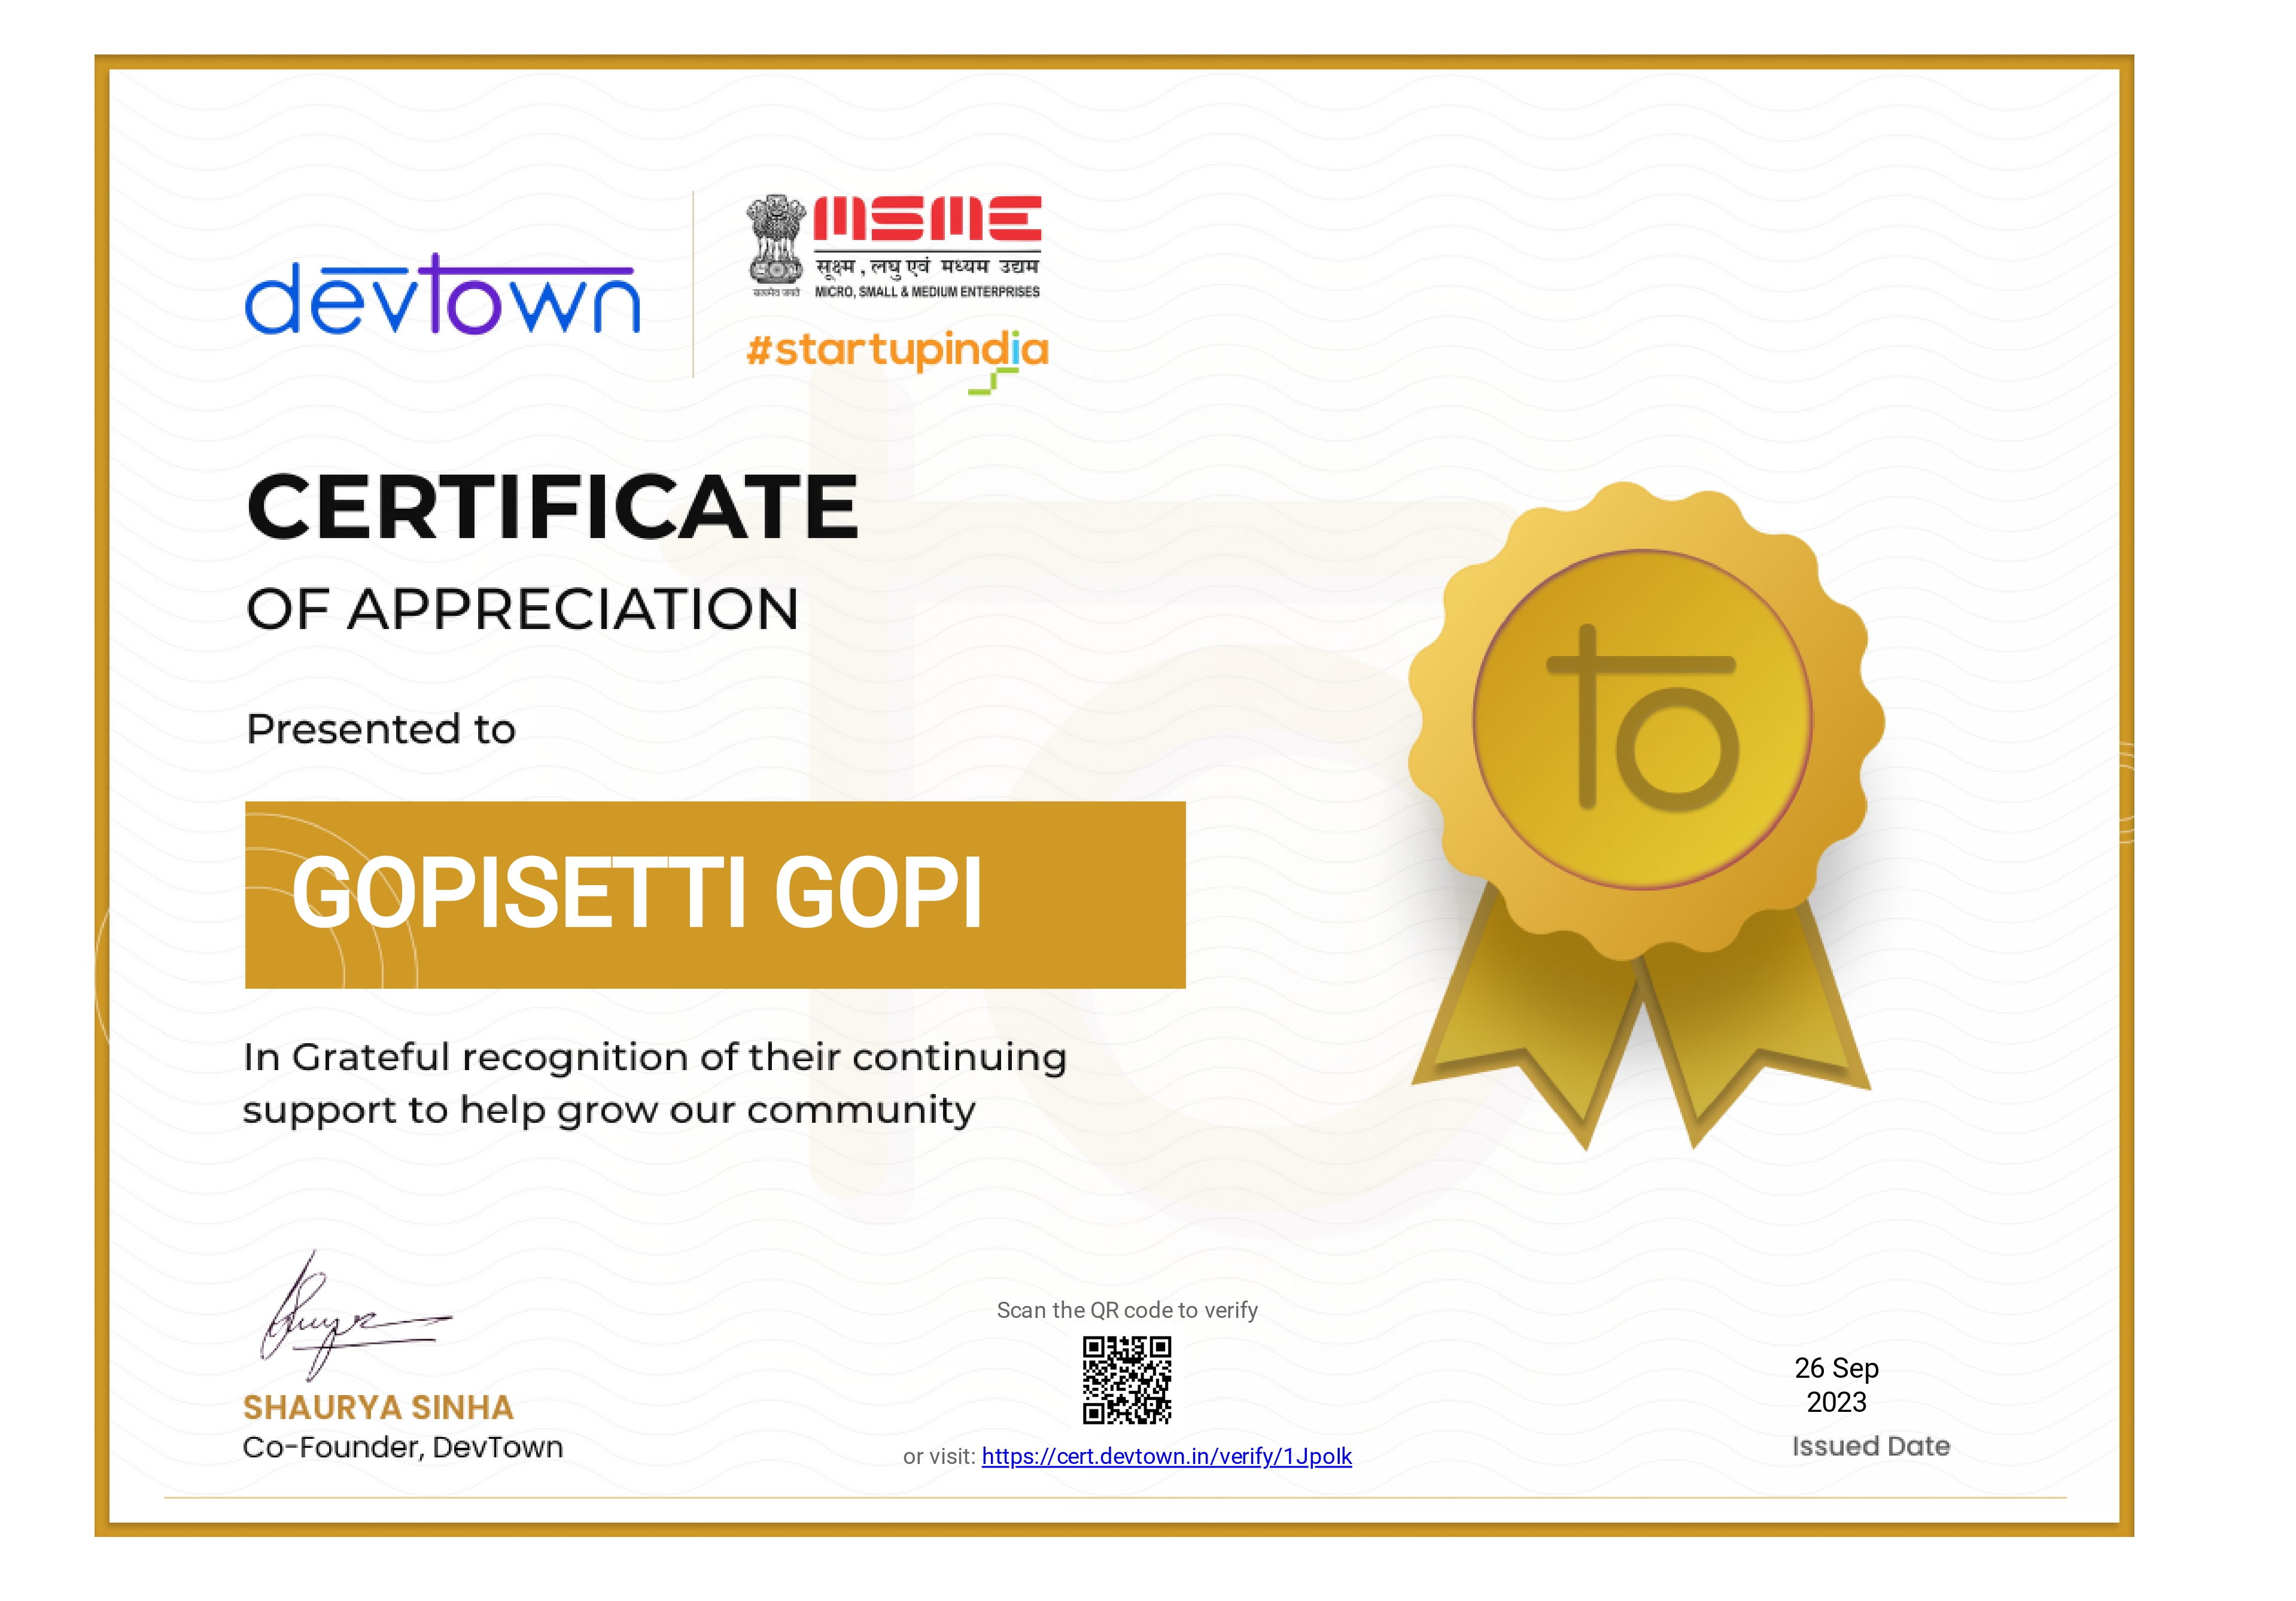 devtown
MSME
सूक्ष्म , लघु एवं मध्यम उद्यम
सत्यमेव जयते
MICRO, SMALL & MEDIUM ENTERPRISES
#startupindia
CERTIFICATE
OF APPRECIATION
Presented to
GOPISETTI GOPI
In Grateful recognition of their continuing
support to help grow our community
to
SHAURYA SINHA
Co-Founder, DevTown
Scan the QR code to verify
or visit: https://cert.devtown.in/verify/1Jpolk
26 Sep
2023
Issued Date